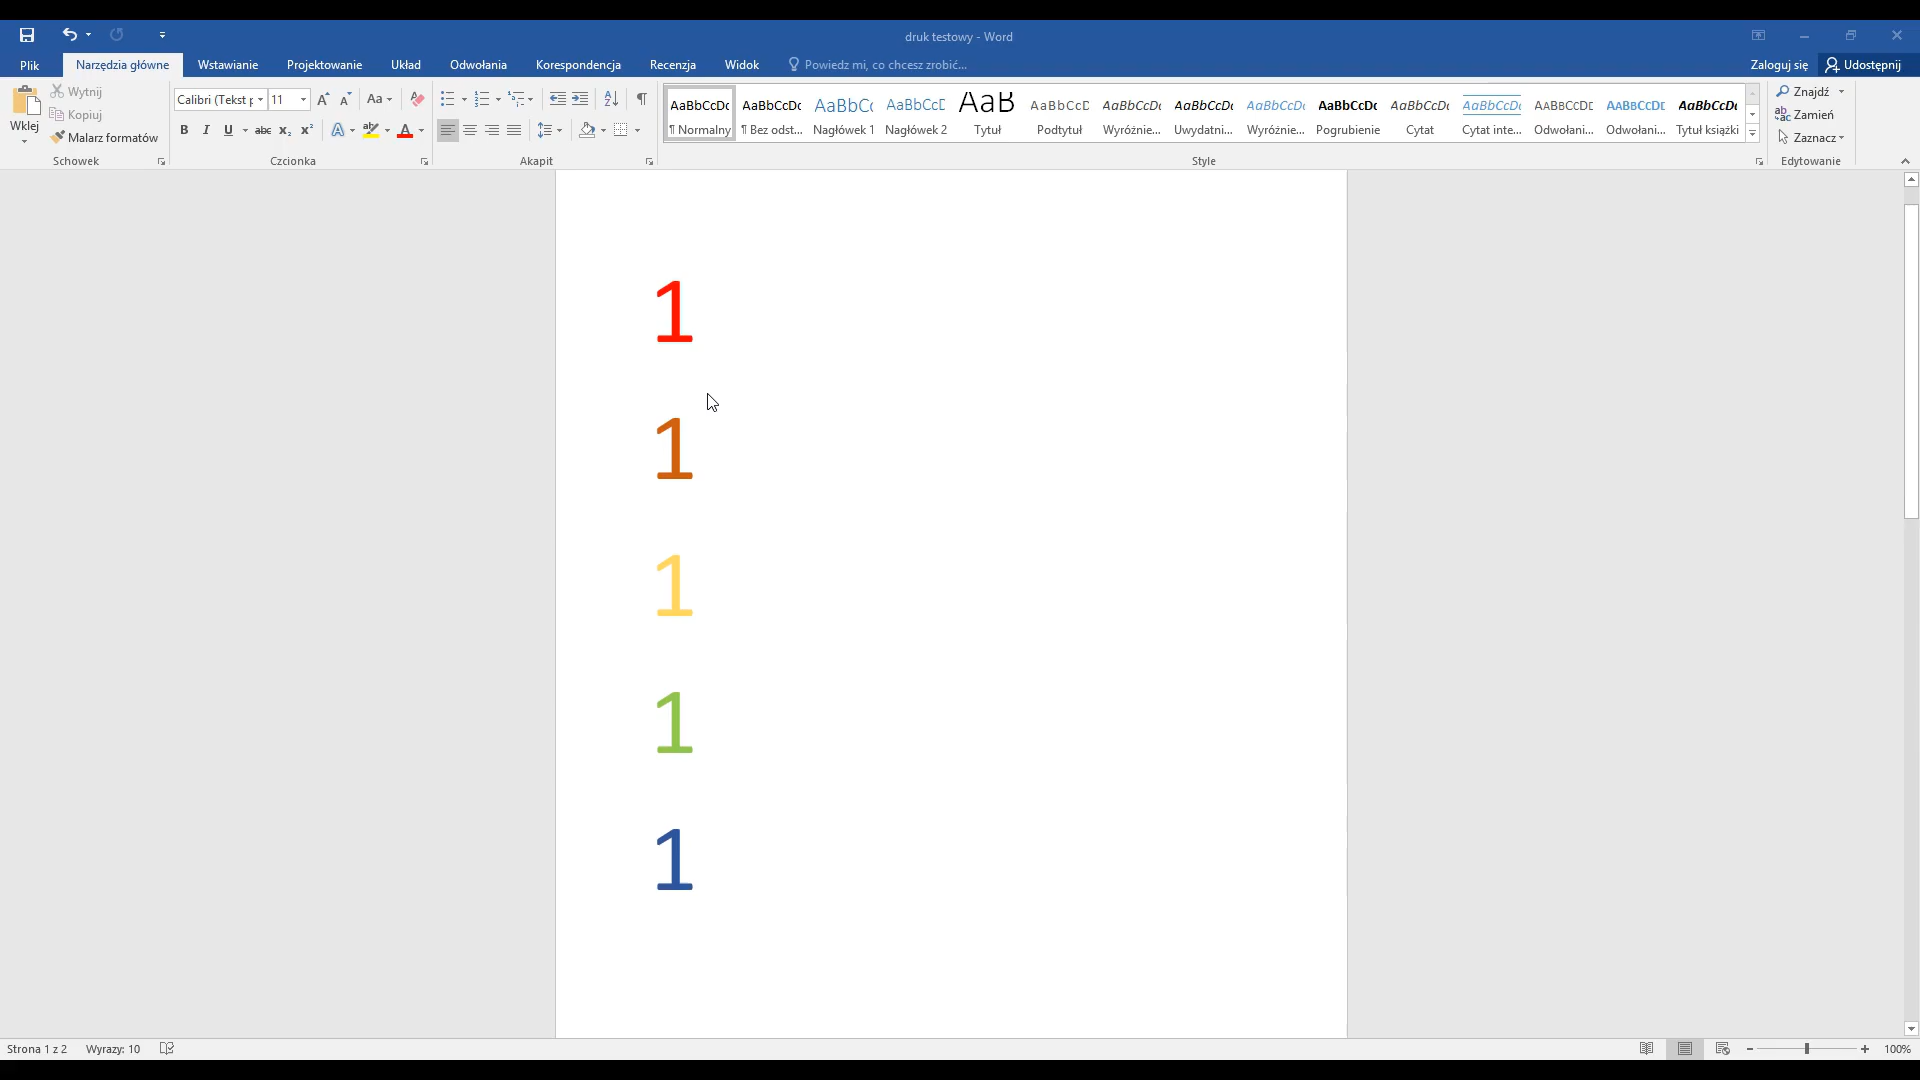 druk testowy - Word
Plik Narzędzia główne Wstawianie Projektowanie Układ Odwołania Korespondencja Recenzja Widok Powiedz mi, co chcesz zrobić... Zaloguj się Udostępnij
Wklej
Wytnij
Kopiuj
Malarz formatów
Schowek
Calibri (Tekst 11
Czcionka
Akapit
AaBbCcDc AaBbCcDc AaBbCc AaBbCcD AaB AaBbCcD AaBbCcDc AaBbCcDc AaBbCcDc AaBbCcDc AaBbCcDc AaBbCcDc AABBCCDE AABBCCDE AaBbCcDc
¶ Normalny ¶ Bez odst... Nagłówek 1 Nagłówek 2 Tytuł Podtytuł Wyróżnie... Uwydatni... Wyróżnie... Pogrubienie Cytat Cytat inte... Odwołani... Odwołani... Tytuł książki
Style
Znajdź
Zamień
Zaznacz
Edytowanie
1
1
1
1
1
Strona 1 z 2 Wyrazy: 10 100%